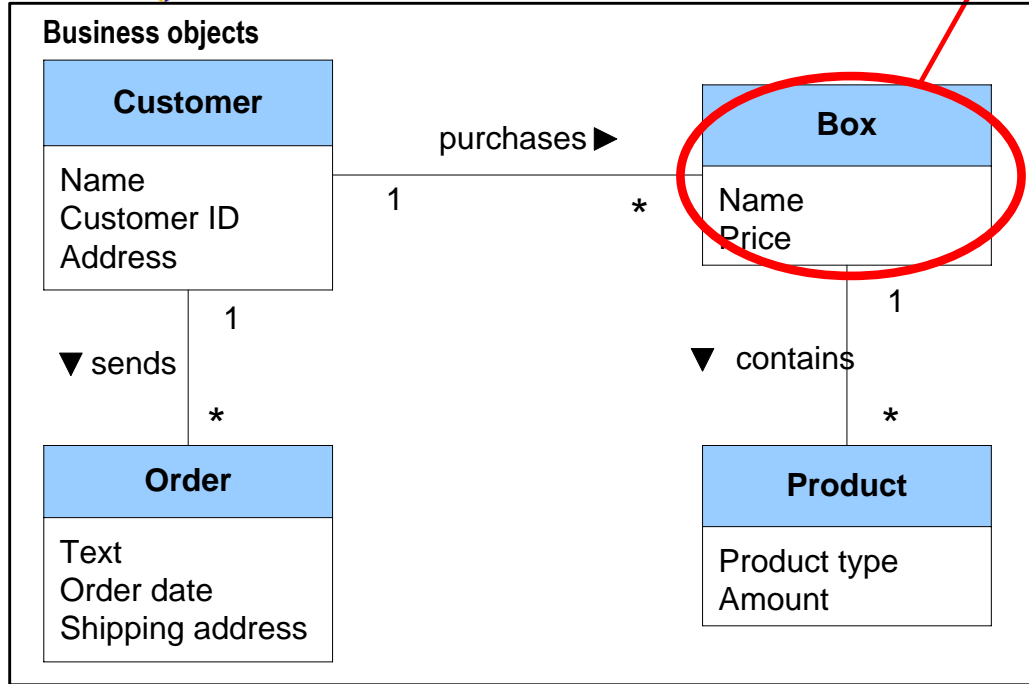 Business objects
Customer
Name
Customer ID
Address
purchases ►
1
*
Box
Name
Price
1
▼ sends
*
1
▼ contains
*
Order
Text
Order date
Shipping address
Product
Product type
Amount